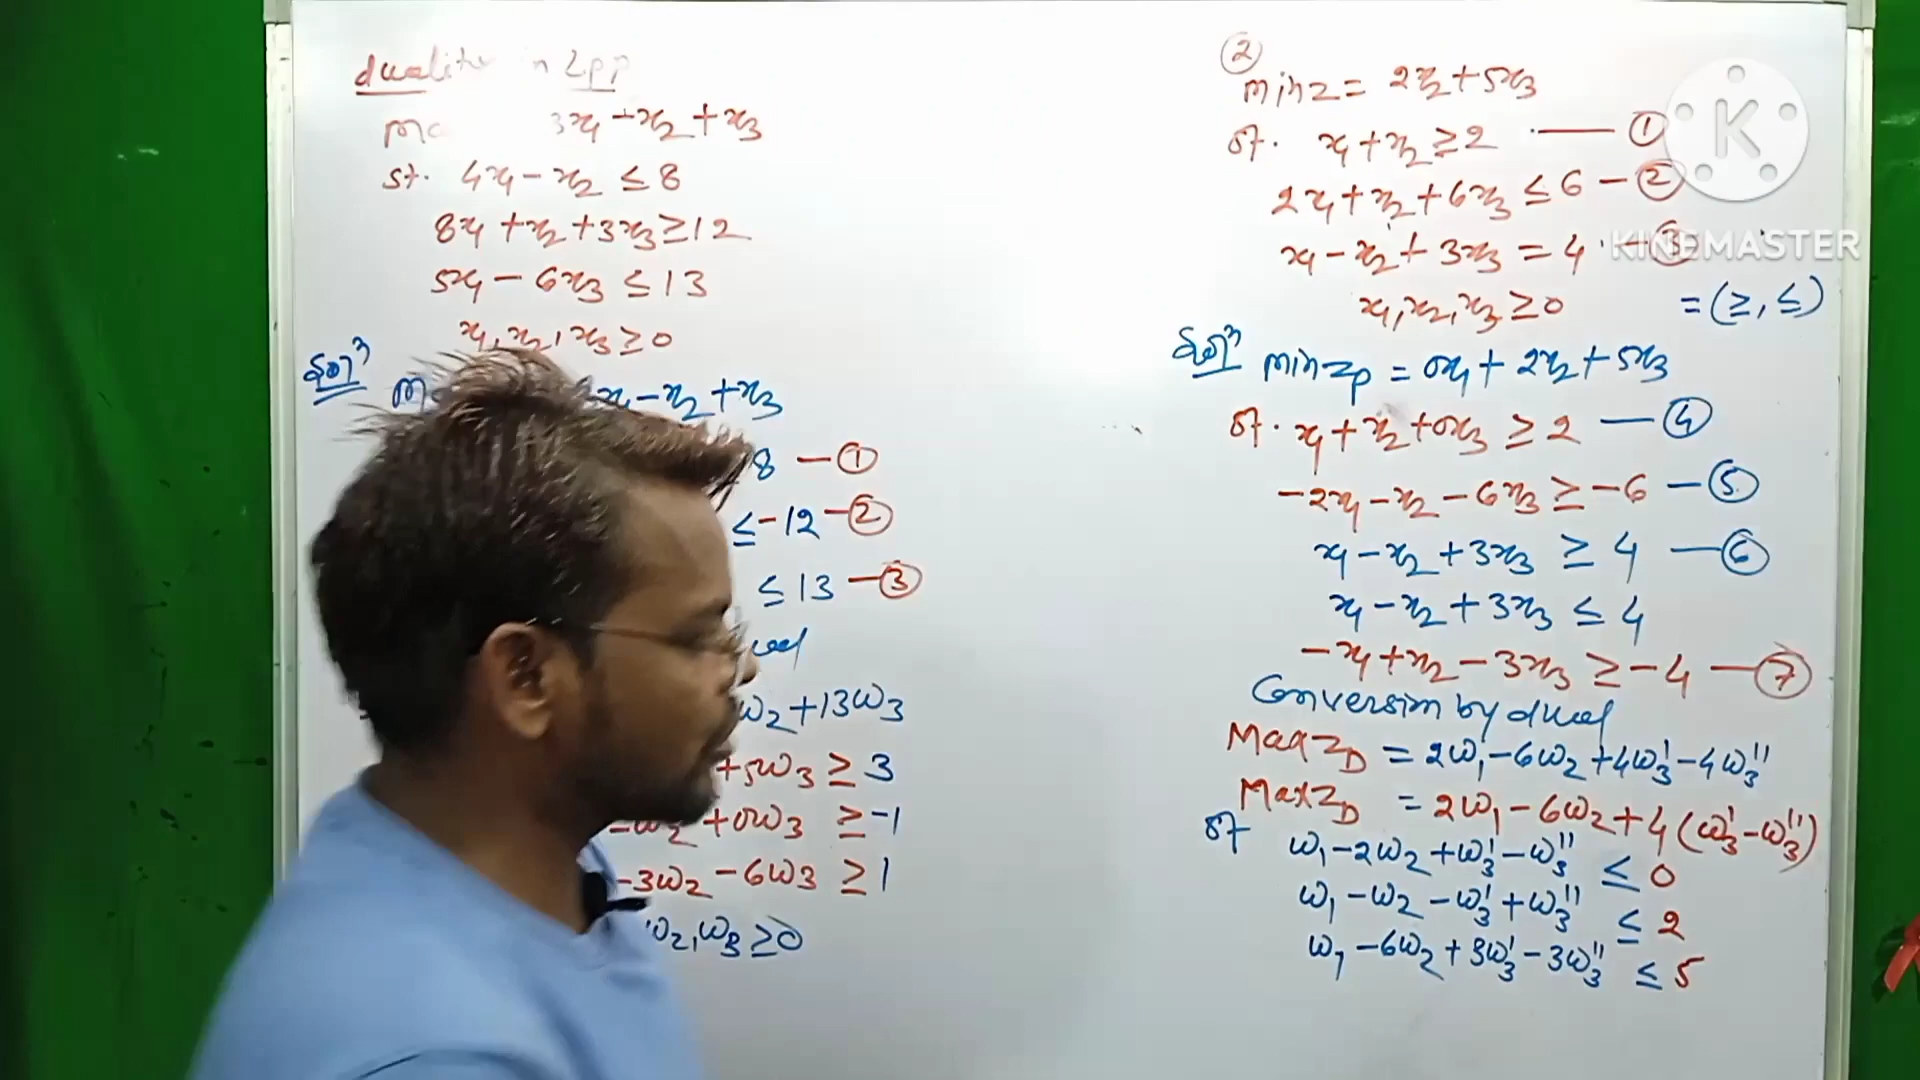 duality in LPP
3x₁ - x₂ + x₃
st. 4x₁ - x₂ ≤ 8
8x₁ + x₂ + 3x₃ ≥ 12
5x₁ - 6x₃ ≤ 13
x₁, x₂, x₃ ≥ 0
Solⁿ x₁ - x₂ + x₃
8 — ①
≤ -12 — ②
≤ 13 — ③
w₂ + 13w₃
+ 5w₃ ≥ 3
-w₂ + 0w₃ ≥ -1
-3w₂ - 6w₃ ≥ 1
w₂, w₃ ≥ 0
②
Min Z = 2x₂ + 5x₃
st. x₁ + x₂ ≥ 2 — ①
2x₁ + x₂ + 6x₃ ≤ 6 — ②
x₁ - x₂ + 3x₃ = 4 — ③
x₁, x₂, x₃ ≥ 0 = (≥, ≤)
Solⁿ Min Zp = 0x₁ + 2x₂ + 5x₃
st. x₁ + x₂ + 0x₃ ≥ 2 — ④
-2x₁ - x₂ - 6x₃ ≥ -6 — ⑤
x₁ - x₂ + 3x₃ ≥ 4 — ⑥
x₁ - x₂ + 3x₃ ≤ 4
-x₁ + x₂ - 3x₃ ≥ -4 — ⑦
Conversion by dual
Max Z_D = 2w₁ - 6w₂ + 4w₃' - 4w₃''
Max Z_D = 2w₁ - 6w₂ + 4(w₃' - w₃'')
st w₁ - 2w₂ + w₃' - w₃'' ≤ 0
w₁ - w₂ - w₃' + w₃'' ≤ 2
w₁ - 6w₂ + 3w₃' - 3w₃'' ≤ 5
K
KINEMASTER